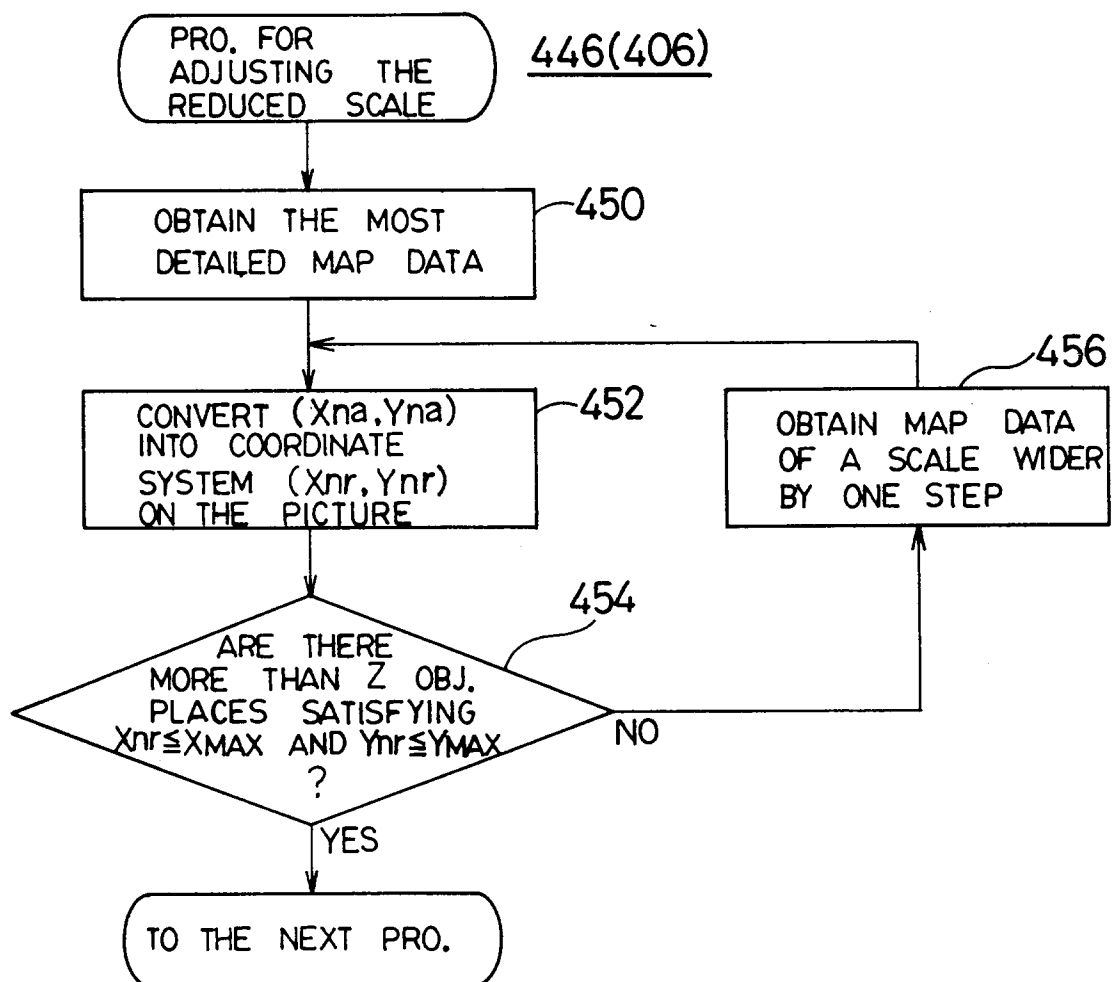 PRO. FOR
ADJUSTING THE
REDUCED SCALE
446(406)
OBTAIN THE MOST
DETAILED MAP DATA
450
CONVERT (Xna,Yna)
INTO COORDINATE
SYSTEM (Xnr,Ynr)
ON THE PICTURE
452
456
OBTAIN MAP DATA
OF A SCALE WIDER
BY ONE STEP
454
ARE THERE
MORE THAN Z OBJ.
PLACES SATISFYING
Xnr≦XMAX AND Ynr≦YMAX
?
NO
YES
TO THE NEXT PRO.